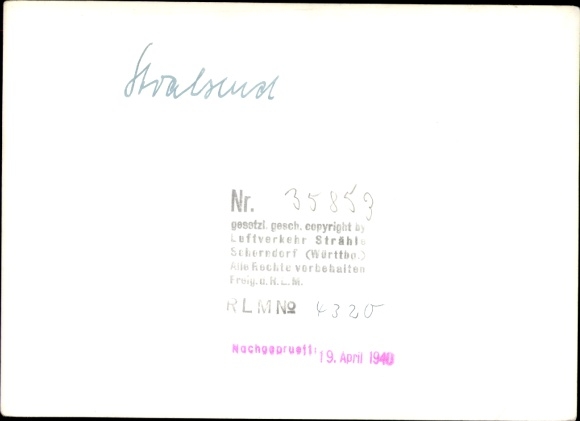 Stralsund
Nr. 35853
gesetzl. gesch. copyright by
Luftverkehr Strähle
Schorndorf (Württbg.)
Alle Rechte vorbehalten
Freig. d. R. L. M.
RLM No 4320
Nachgeprueft: 19. April 1940